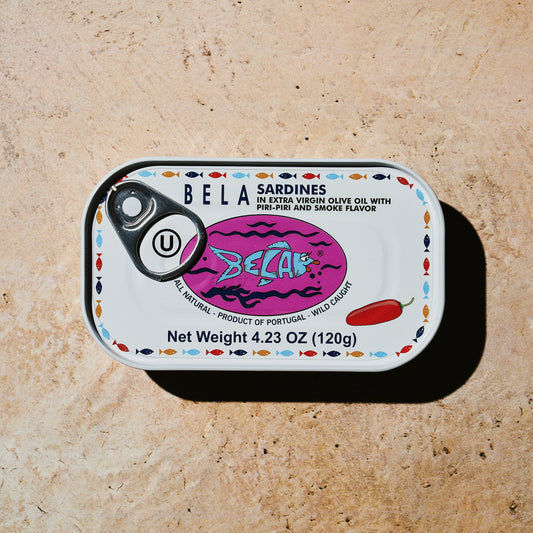 BELA SARDINES
IN EXTRA VIRGIN OLIVE OIL WITH
PIRI-PIRI AND SMOKE FLAVOR
U
BELA ®
ALL NATURAL · PRODUCT OF PORTUGAL · WILD CAUGHT
Net Weight 4.23 OZ (120g)